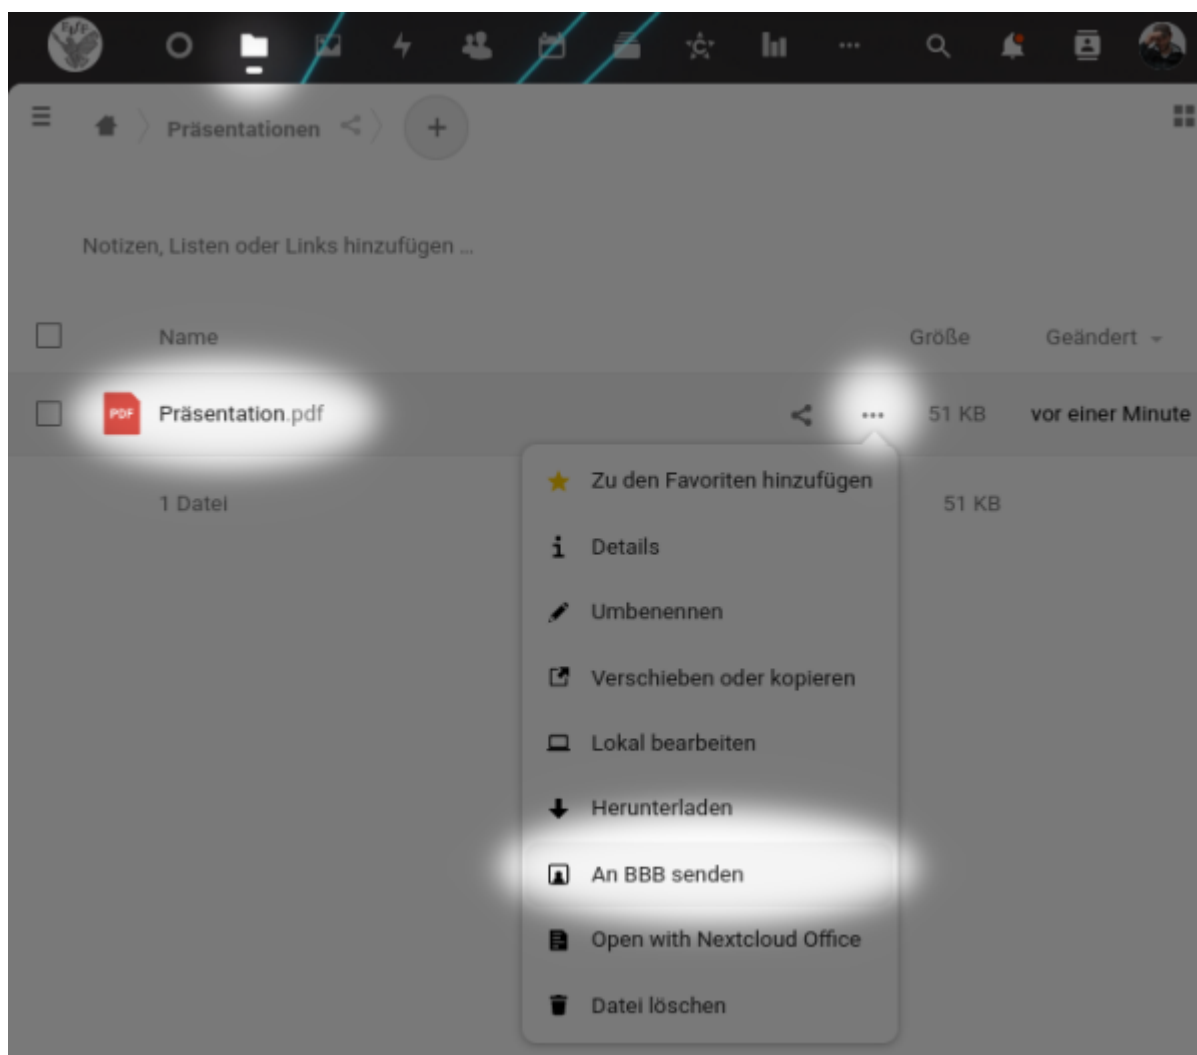 FIfF
Präsentationen
Notizen, Listen oder Links hinzufügen ...
Name Größe Geändert
PDF Präsentation.pdf 51 KB vor einer Minute
1 Datei 51 KB
Zu den Favoriten hinzufügen
Details
Umbenennen
Verschieben oder kopieren
Lokal bearbeiten
Herunterladen
An BBB senden
Open with Nextcloud Office
Datei löschen